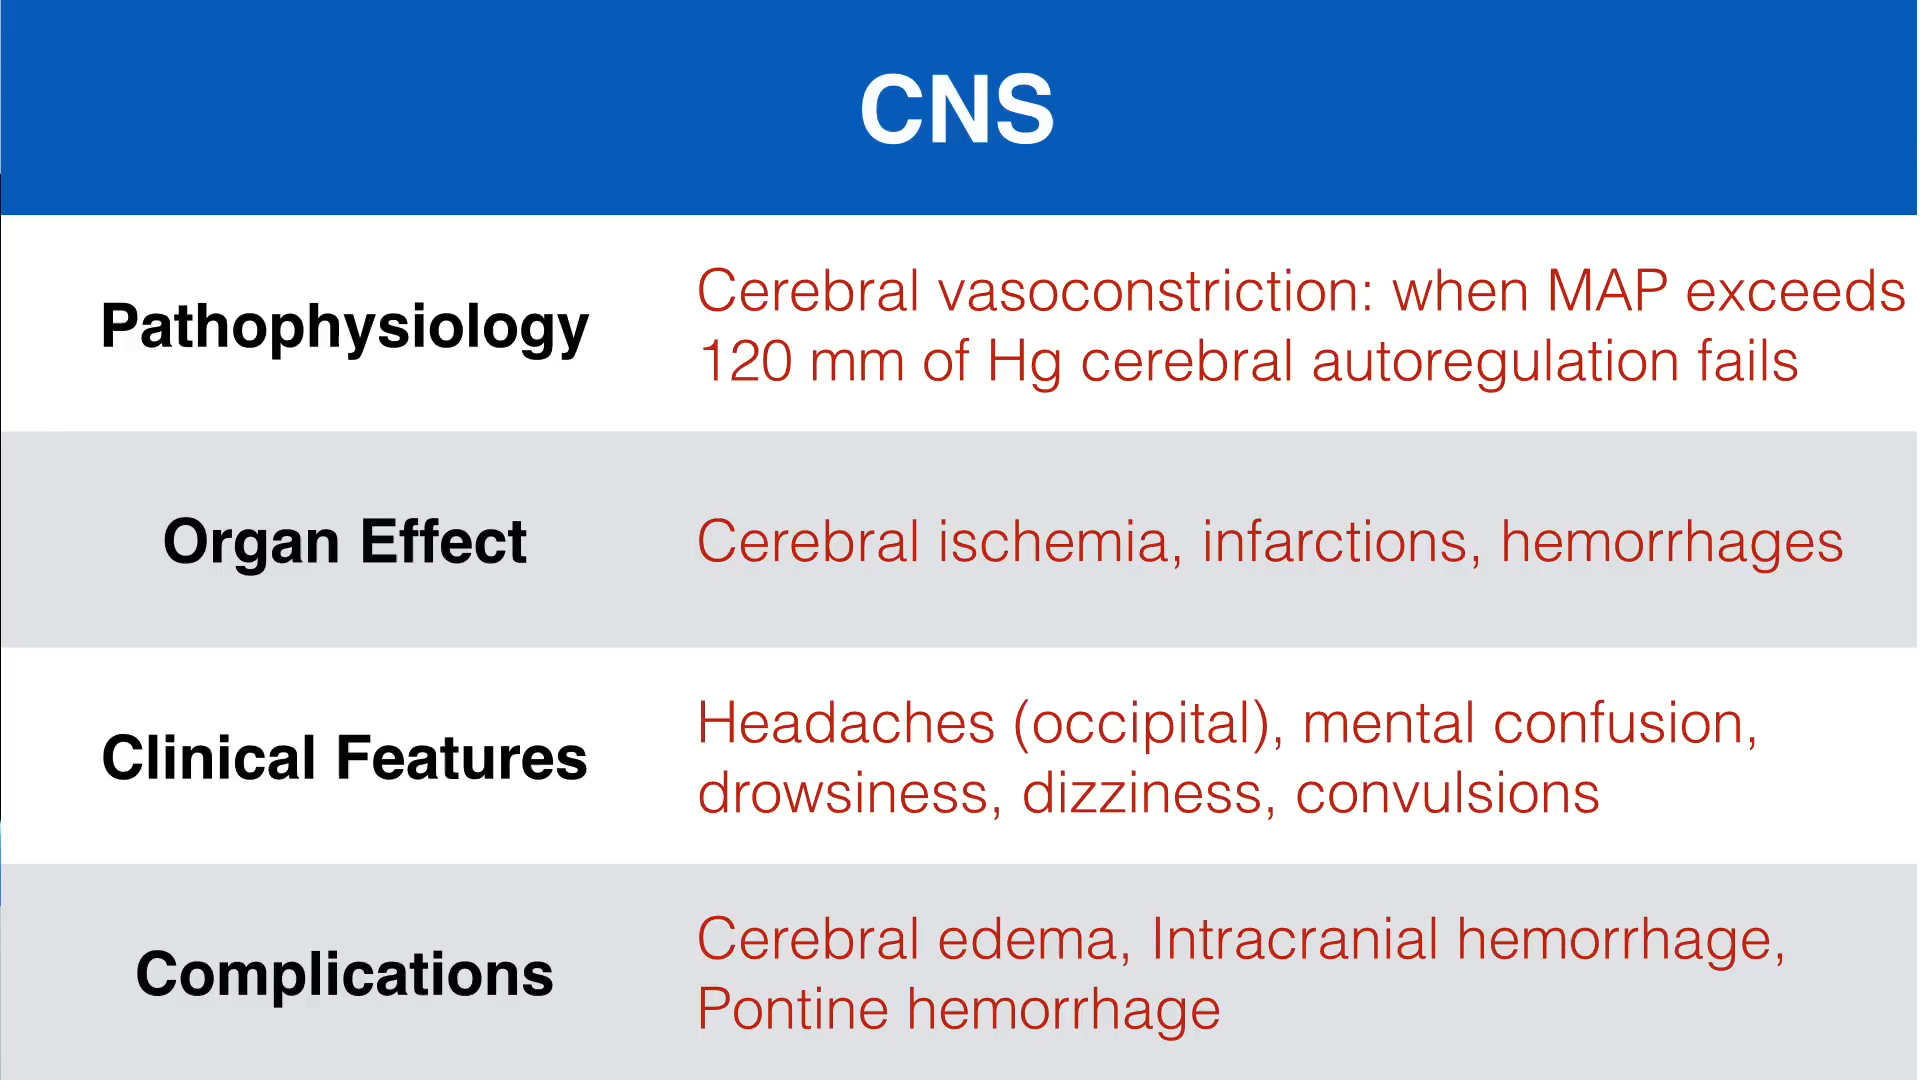 CNS
Pathophysiology
Cerebral vasoconstriction: when MAP exceeds
120 mm of Hg cerebral autoregulation fails
Organ Effect
Cerebral ischemia, infarctions, hemorrhages
Clinical Features
Headaches (occipital), mental confusion,
drowsiness, dizziness, convulsions
Complications
Cerebral edema, Intracranial hemorrhage,
Pontine hemorrhage